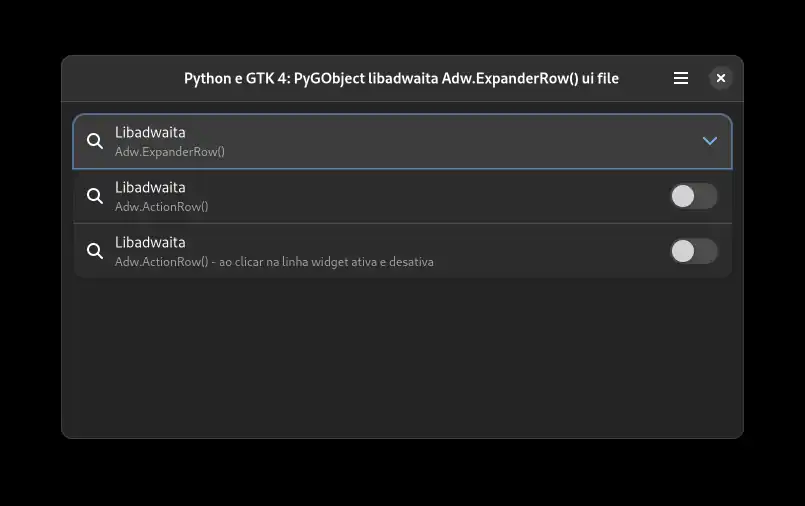 Python e GTK 4: PyGObject libadwaita Adw.ExpanderRow() ui file
Libadwaita
Adw.ExpanderRow()
Libadwaita
Adw.ActionRow()
Libadwaita
Adw.ActionRow() - ao clicar na linha widget ativa e desativa